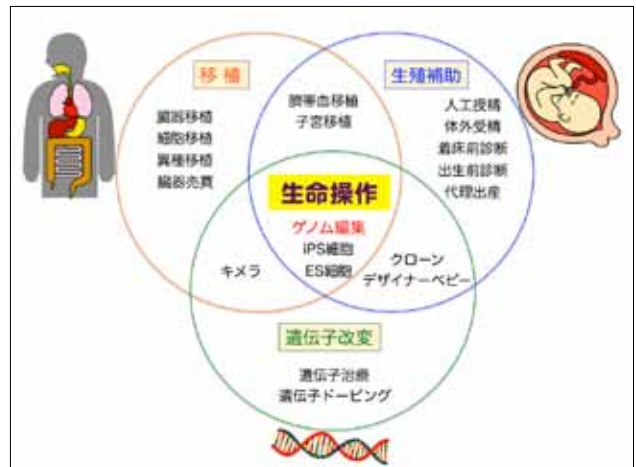 移 植
臓器移植
細胞移植
異種移植
臓器売買
臍帯血移植
子宮移植
生殖補助
人工授精
体外受精
着床前診断
出生前診断
代理出産
生命操作
ゲノム編集
iPS細胞
ES細胞
キメラ
クローン
デザイナーベビー
遺伝子改変
遺伝子治療
遺伝子ドーピング